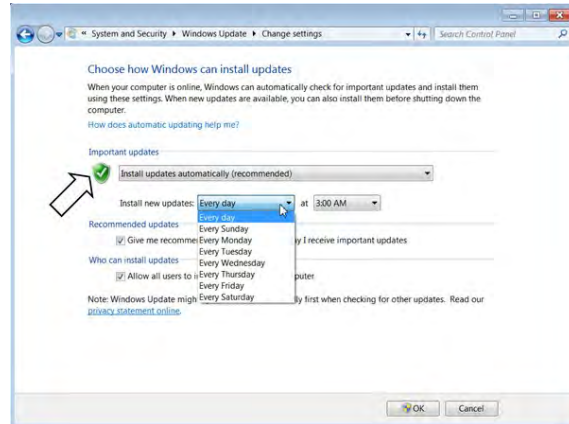 « System and Security ▸ Windows Update ▸ Change settings
Search Control Panel
Choose how Windows can install updates
When your computer is online, Windows can automatically check for important updates and install them
using these settings. When new updates are available, you can also install them before shutting down the
computer.
How does automatic updating help me?
Important updates
Install updates automatically (recommended)
Install new updates: Every day at 3:00 AM
Every day
Every Sunday
Recommended updates
Give me recomme
Every Monday
y I receive important updates
Every Tuesday
Who can install updates
Every Wednesday
Allow all users to i
Every Thursday
puter
Every Friday
Note: Windows Update migh
Every Saturday
ly first when checking for other updates. Read our
privacy statement online.
OK Cancel